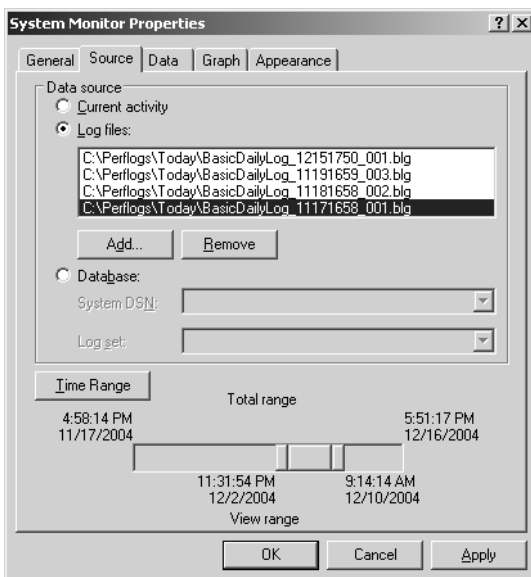 System Monitor Properties
General Source Data Graph Appearance
Data source
Current activity
Log files:
C:\Perflogs\Today\BasicDailyLog_12151750_001.blg
C:\Perflogs\Today\BasicDailyLog_11191659_003.blg
C:\Perflogs\Today\BasicDailyLog_11181658_002.blg
C:\Perflogs\Today\BasicDailyLog_11171658_001.blg
Add... Remove
Database:
System DSN:
Log set:
Time Range
Total range
4:58:14 PM 5:51:17 PM
11/17/2004 12/16/2004
11:31:54 PM 9:14:14 AM
12/2/2004 12/10/2004
View range
OK Cancel Apply